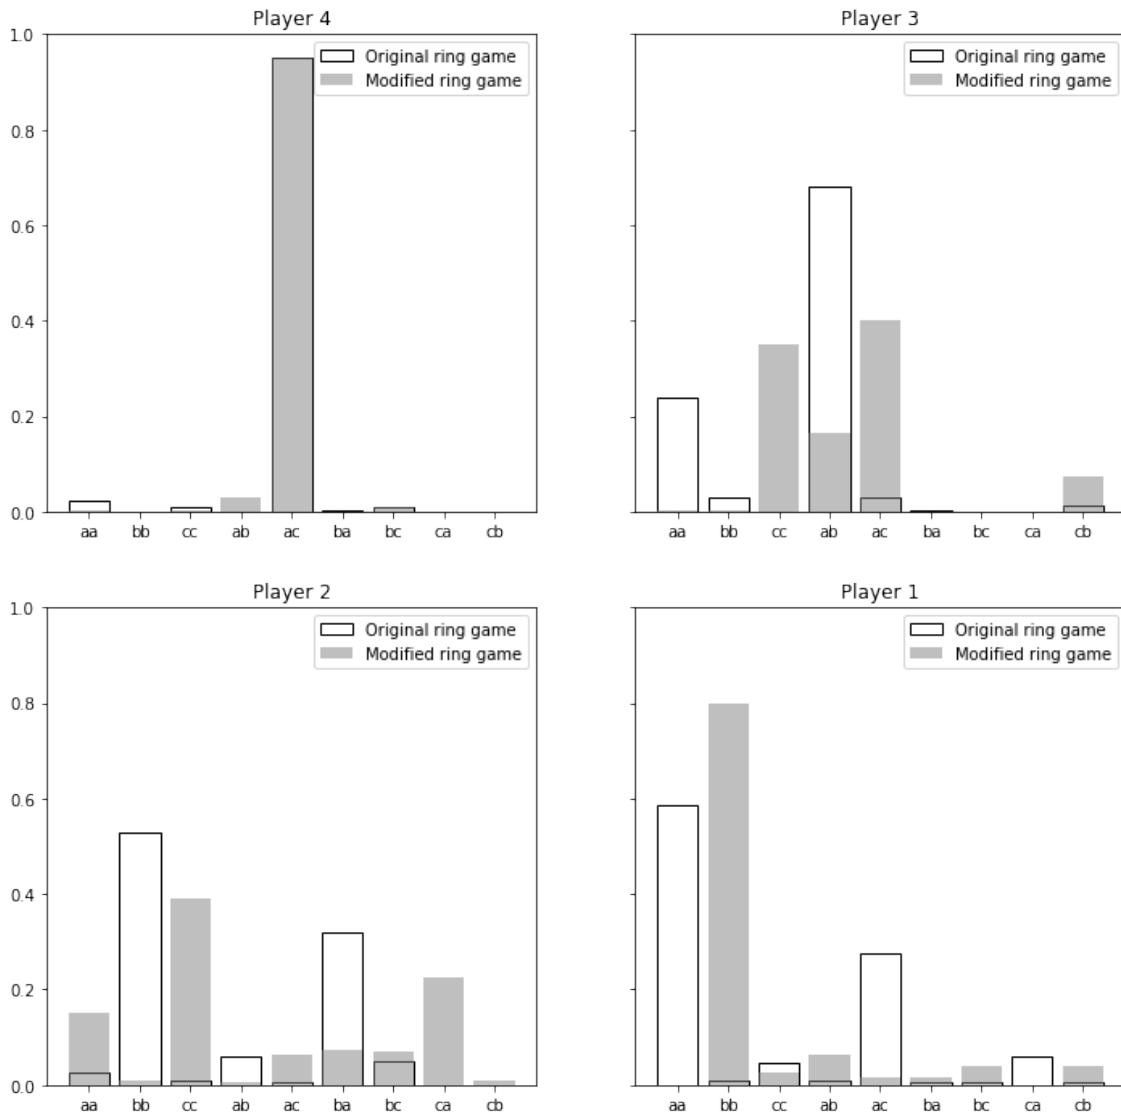 Player 4
Original ring game
Modified ring game
1.0
0.8
0.6
0.4
0.2
0.0
aa bb cc ab ac ba bc ca cb
Player 3
Original ring game
Modified ring game
aa bb cc ab ac ba bc ca cb
Player 2
Original ring game
Modified ring game
1.0
0.8
0.6
0.4
0.2
0.0
aa bb cc ab ac ba bc ca cb
Player 1
Original ring game
Modified ring game
aa bb cc ab ac ba bc ca cb